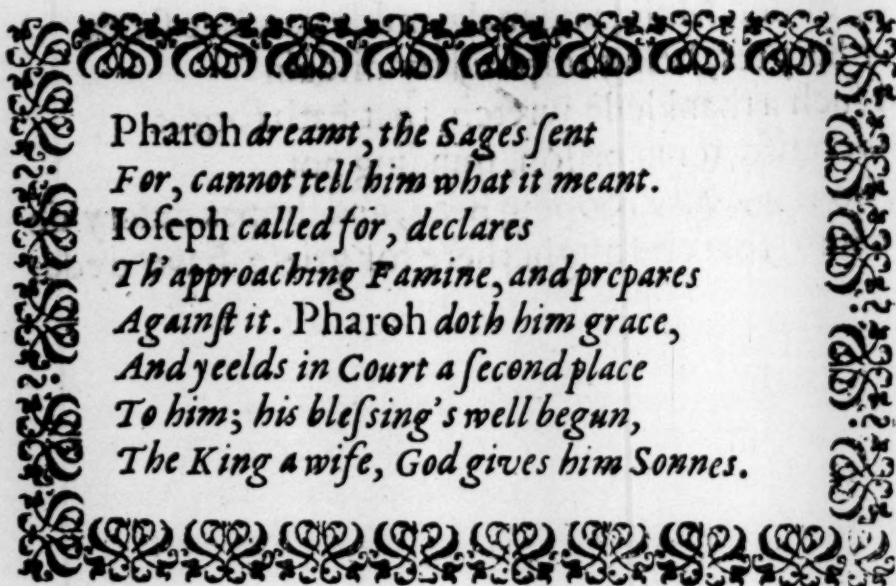 Pharoh dreamt, the Sages ſent
For, cannot tell him what it meant.
Ioſeph called for, declares
Th' approaching Famine, and prepares
Againſt it. Pharoh doth him grace,
And yeelds in Court a ſecond place
To him; his bleſsing's well begun,
The King a wife, God gives him Sonnes.